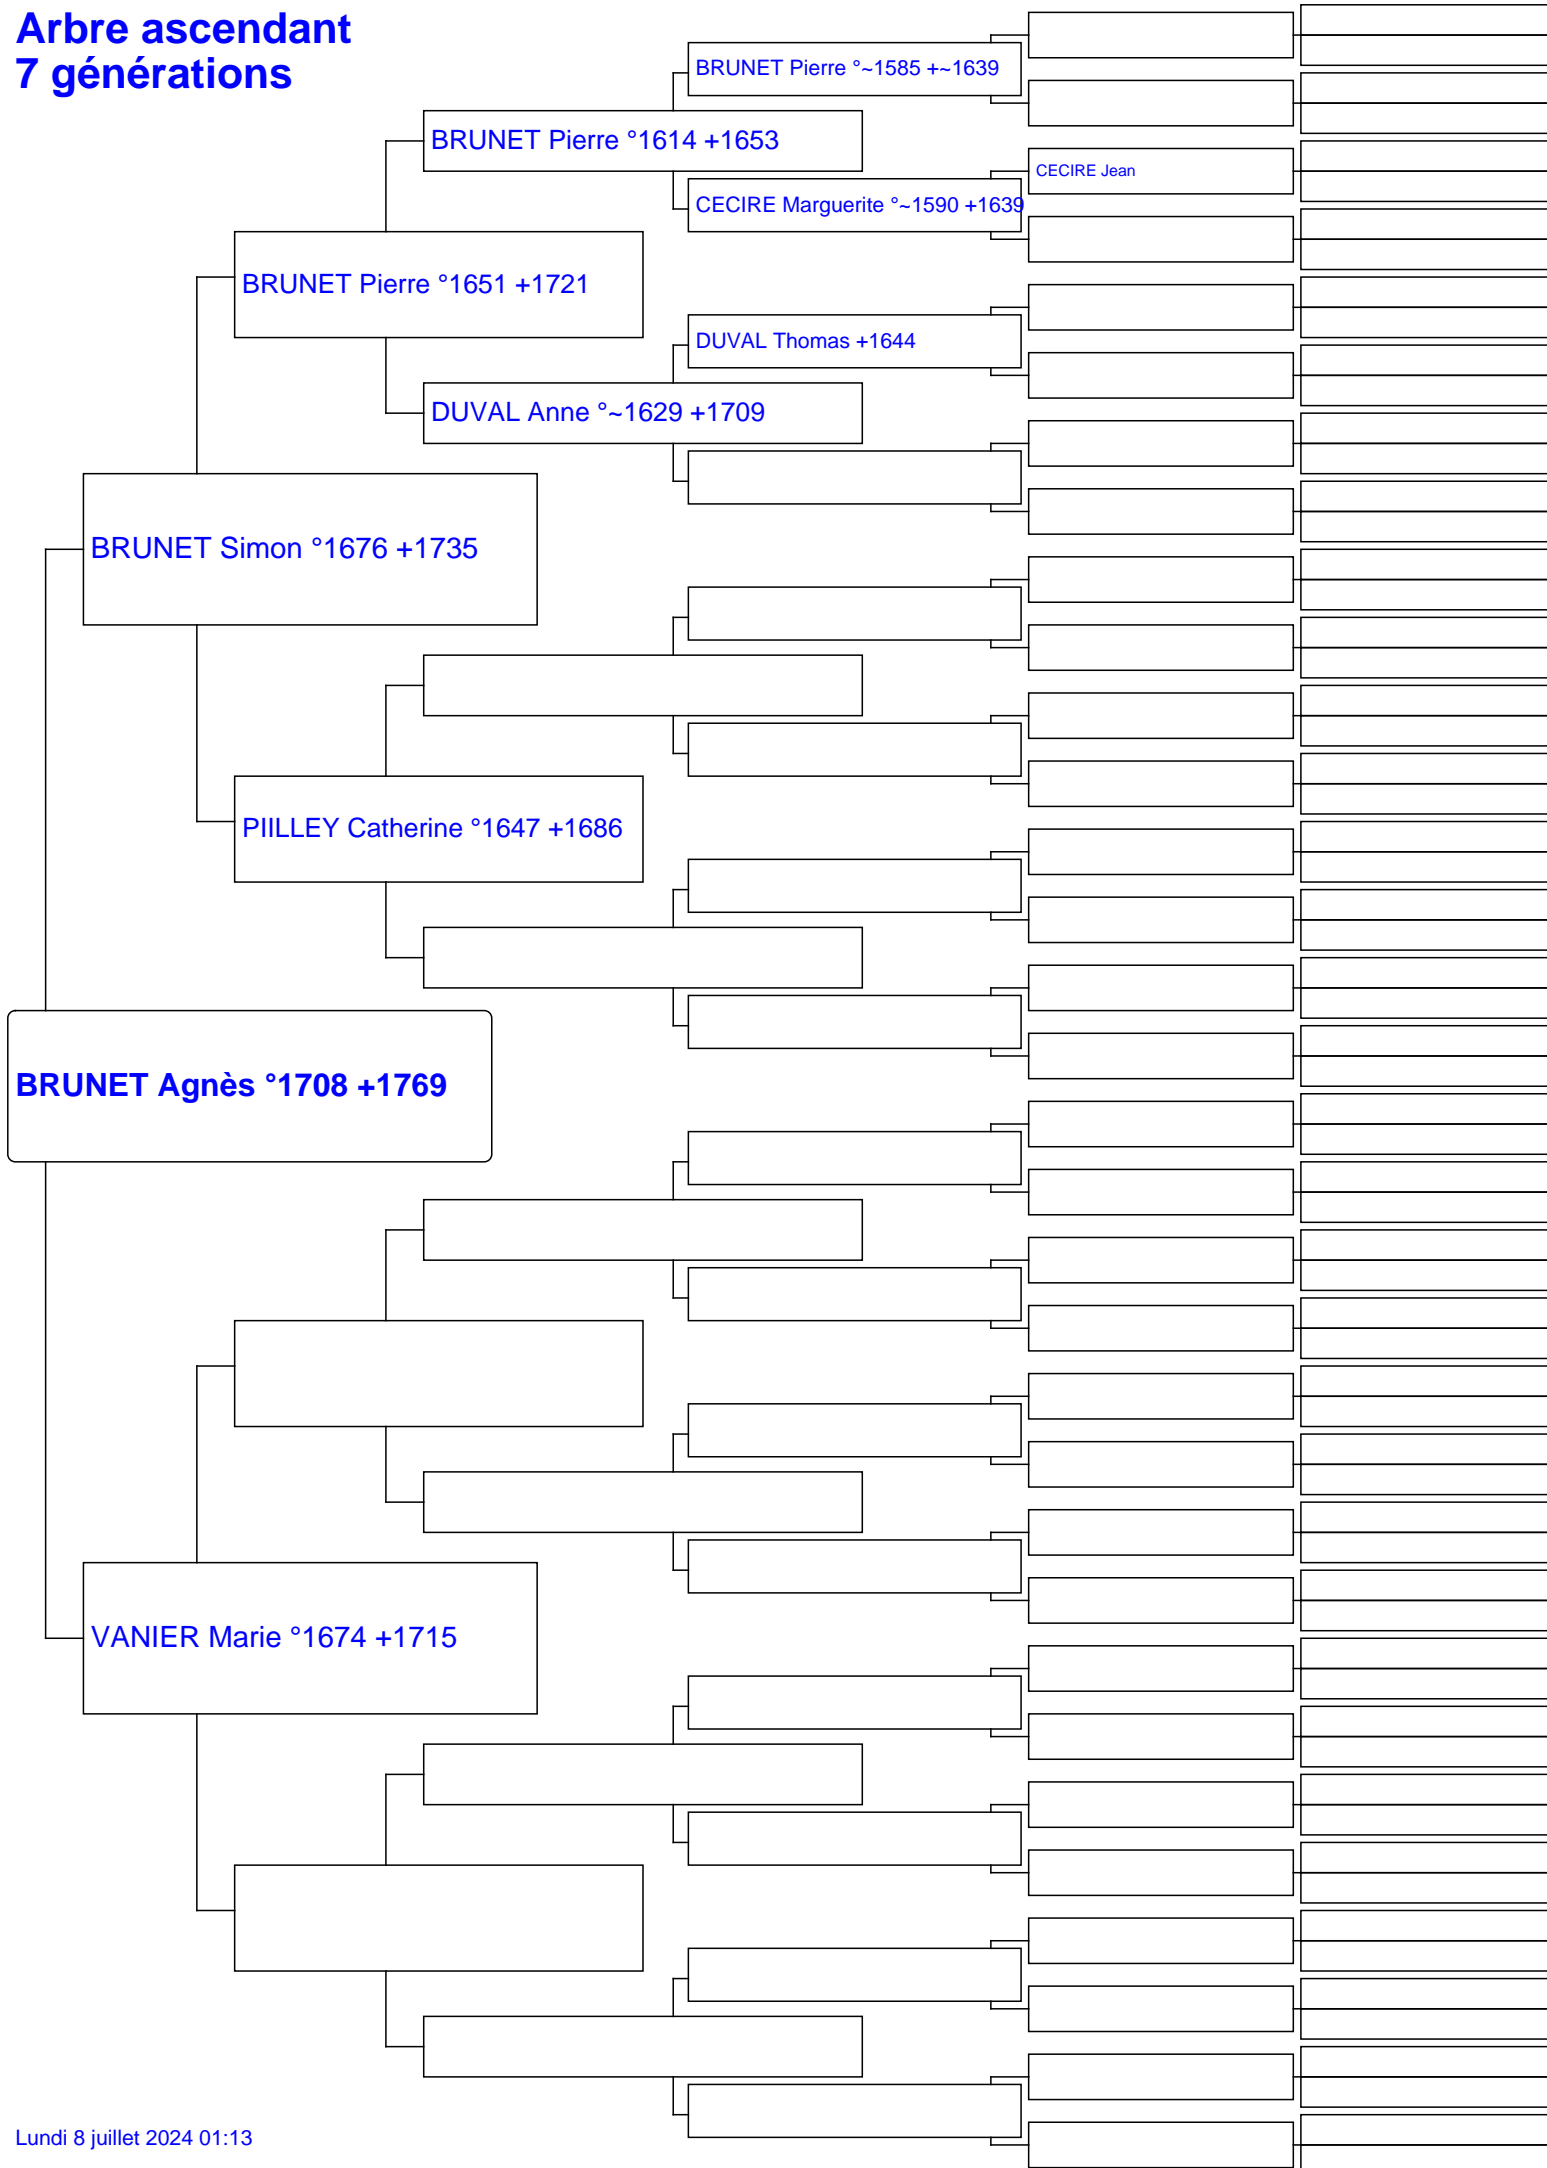 Arbre ascendant
7 générations
BRUNET Pierre °~1585 +~1639
BRUNET Pierre °1614 +1653
CECIRE Jean
CECIRE Marguerite °~1590 +1639
BRUNET Pierre °1651 +1721
DUVAL Thomas +1644
DUVAL Anne °~1629 +1709
BRUNET Simon °1676 +1735
PIILLEY Catherine °1647 +1686
BRUNET Agnès °1708 +1769
VANIER Marie °1674 +1715
Lundi 8 juillet 2024 01:13